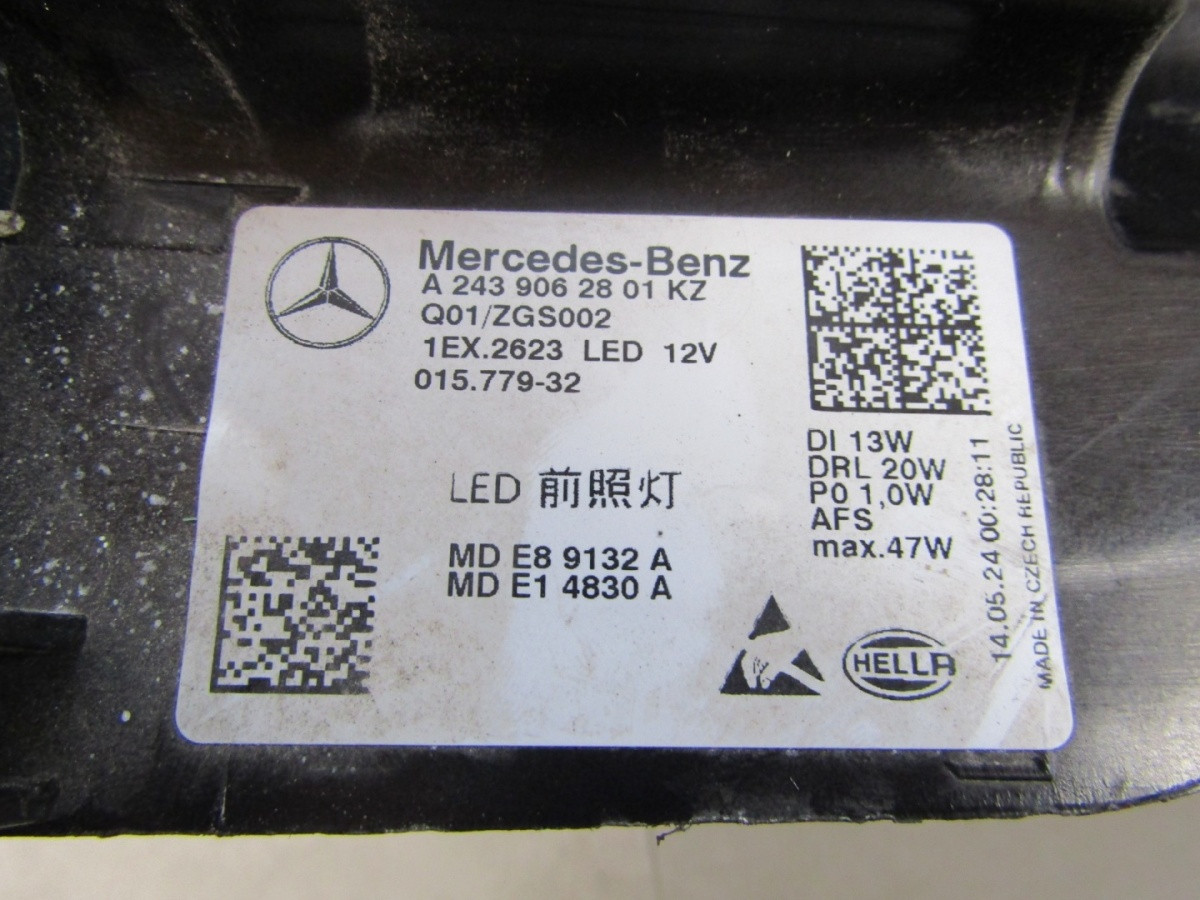 Mercedes-Benz
A 243 906 28 01 KZ
Q01/ZGS002
1EX.2623 LED 12V
015.779-32
LED 前照灯
MD E8 9132 A
MD E1 4830 A
DI 13W
DRL 20W
PO 1,0W
AFS
max.47W
HELLA
14.05.24 00:28:11
MADE IN CZECH REPUBLIC